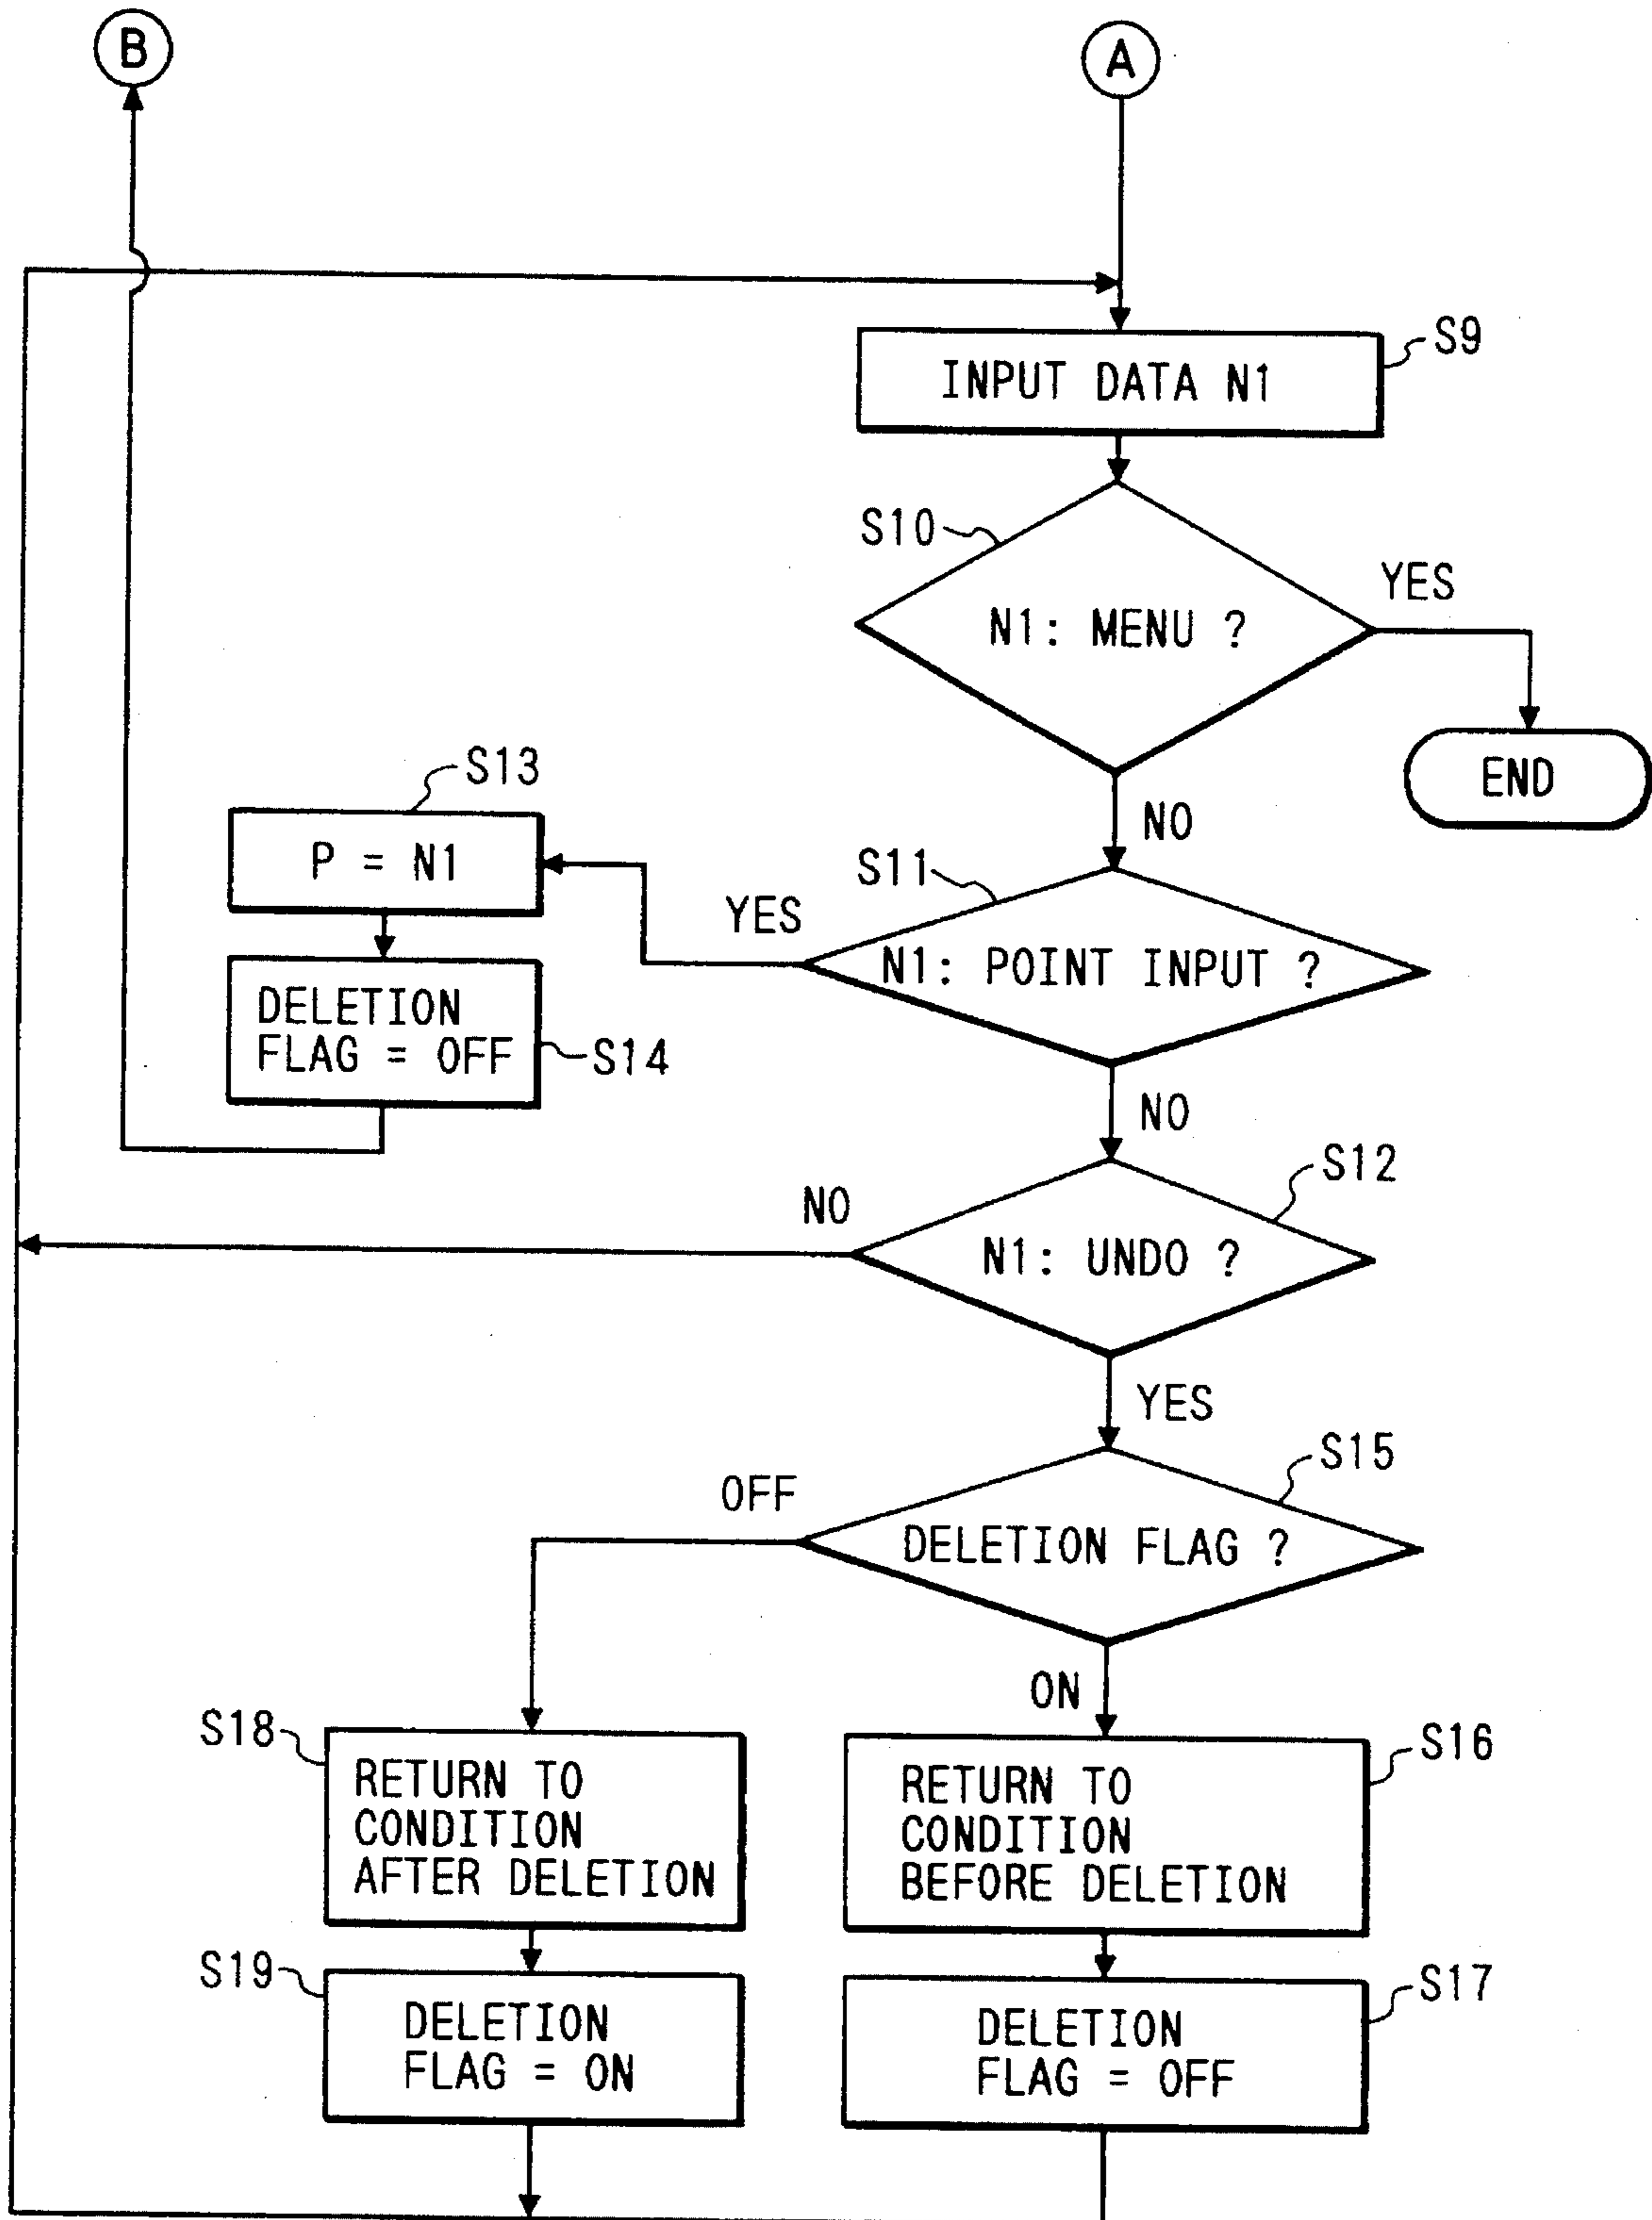 B
A
INPUT DATA N1
S9
S10
N1: MENU ?
YES
END
NO
S13
P = N1
S11
YES
N1: POINT INPUT ?
DELETION
FLAG = OFF
S14
NO
S12
NO
N1: UNDO ?
YES
S15
OFF
DELETION FLAG ?
ON
S18
RETURN TO
CONDITION
AFTER DELETION
S16
RETURN TO
CONDITION
BEFORE DELETION
S19
DELETION
FLAG = ON
S17
DELETION
FLAG = OFF